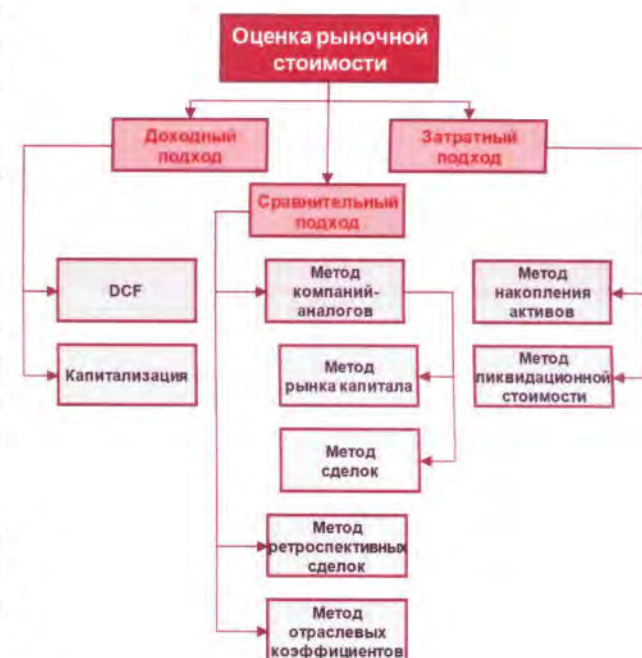 Оценка рыночной
стоимости
Доходный
подход
Затратный
подход
Сравнительный
подход
DCF
Метод
компаний-
аналогов
Метод
накопления
активов
Капитализация
Метод
рынка капитала
Метод
ликвидационной
стоимости
Метод
сделок
Метод
ретроспективных
сделок
Метод
отраслевых
коэффициентов